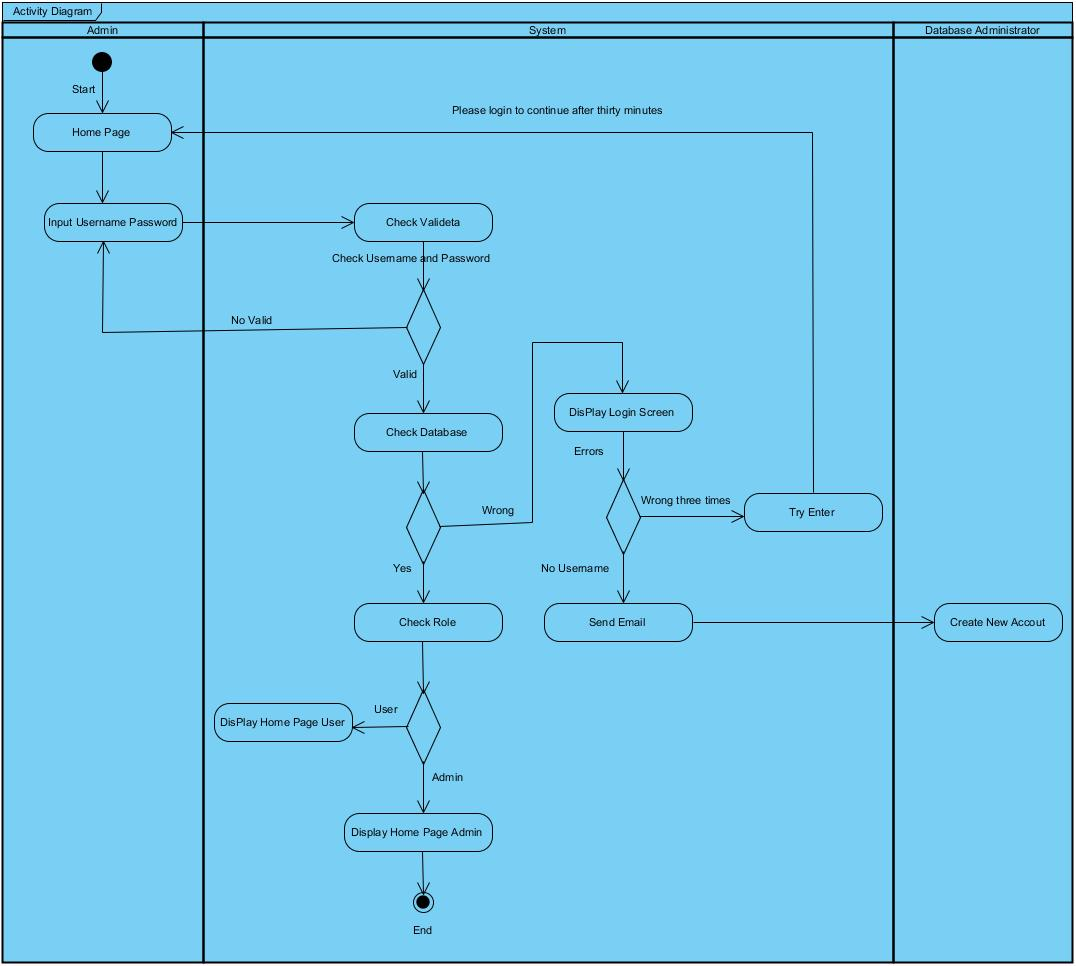 Activity Diagram
Admin
System
Database Administrator
Start
Please login to continue after thirty minutes
Home Page
Input Username Password
Check Valideta
Check Username and Password
No Valid
Valid
DisPlay Login Screen
Check Database
Errors
Wrong three times
Wrong
Try Enter
Yes
No Username
Check Role
Send Email
Create New Accout
User
DisPlay Home Page User
Admin
Display Home Page Admin
End